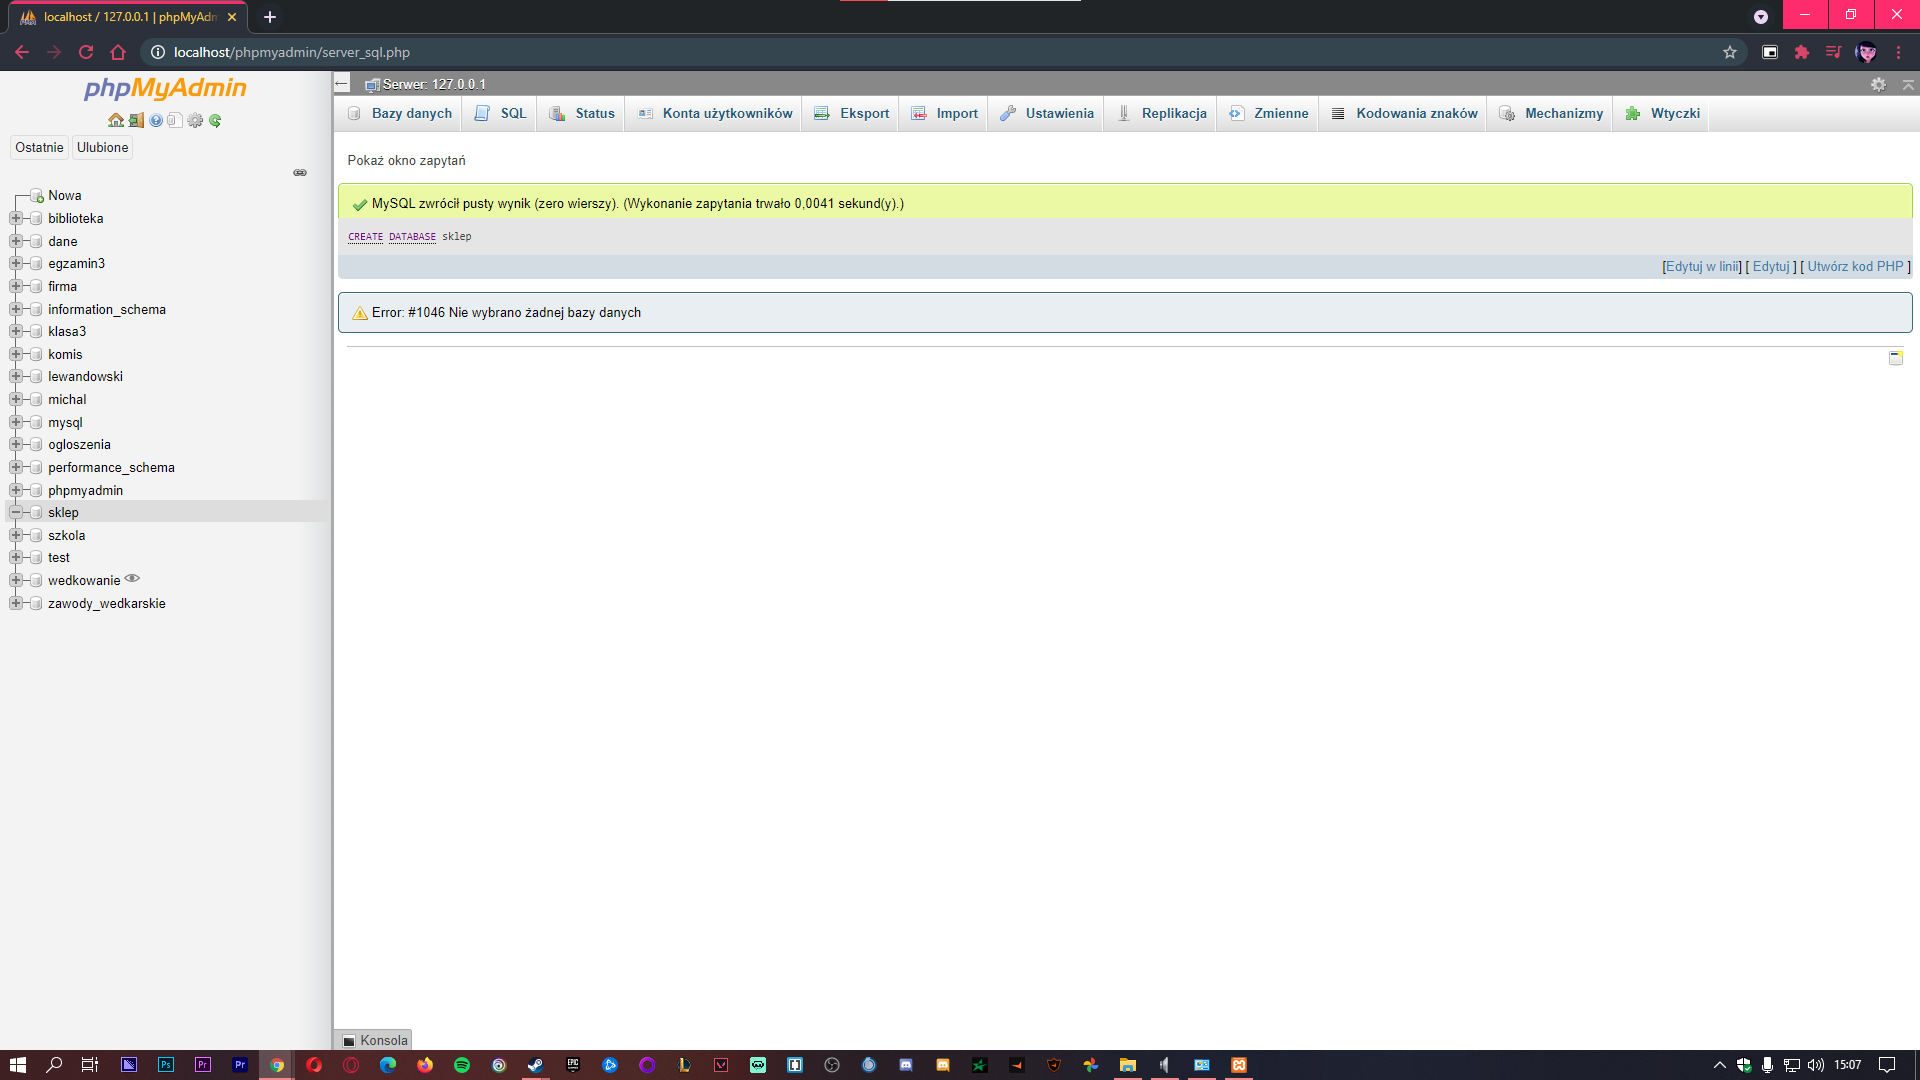 localhost / 127.0.0.1 | phpMyAdm
localhost/phpmyadmin/server_sql.php
phpMyAdmin
Ostatnie
Ulubione
Nowa
biblioteka
dane
egzamin3
firma
information_schema
klasa3
komis
lewandowski
michal
mysql
ogloszenia
performance_schema
phpmyadmin
sklep
szkola
test
wedkowanie
zawody_wedkarskie
Serwer: 127.0.0.1
Bazy danych
SQL
Status
Konta użytkowników
Eksport
Import
Ustawienia
Replikacja
Zmienne
Kodowania znaków
Mechanizmy
Wtyczki
Pokaż okno zapytań
MySQL zwrócił pusty wynik (zero wierszy). (Wykonanie zapytania trwało 0,0041 sekund(y).)
CREATE DATABASE sklep
[Edytuj w linii] [ Edytuj ] [ Utwórz kod PHP ]
Error: #1046 Nie wybrano żadnej bazy danych
Konsola
Ps
Pr
Pr
15:07